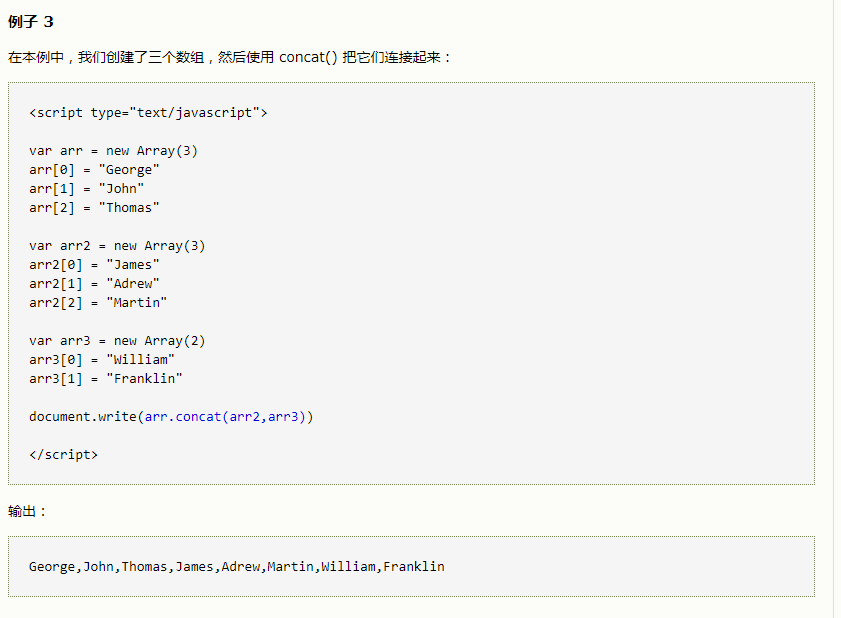 例子 3
在本例中，我们创建了三个数组，然后使用 concat() 把它们连接起来：
<script type="text/javascript">
var arr = new Array(3)
arr[0] = "George"
arr[1] = "John"
arr[2] = "Thomas"
var arr2 = new Array(3)
arr2[0] = "James"
arr2[1] = "Adrew"
arr2[2] = "Martin"
var arr3 = new Array(2)
arr3[0] = "William"
arr3[1] = "Franklin"
document.write(arr.concat(arr2,arr3))
</script>
输出：
George,John,Thomas,James,Adrew,Martin,William,Franklin